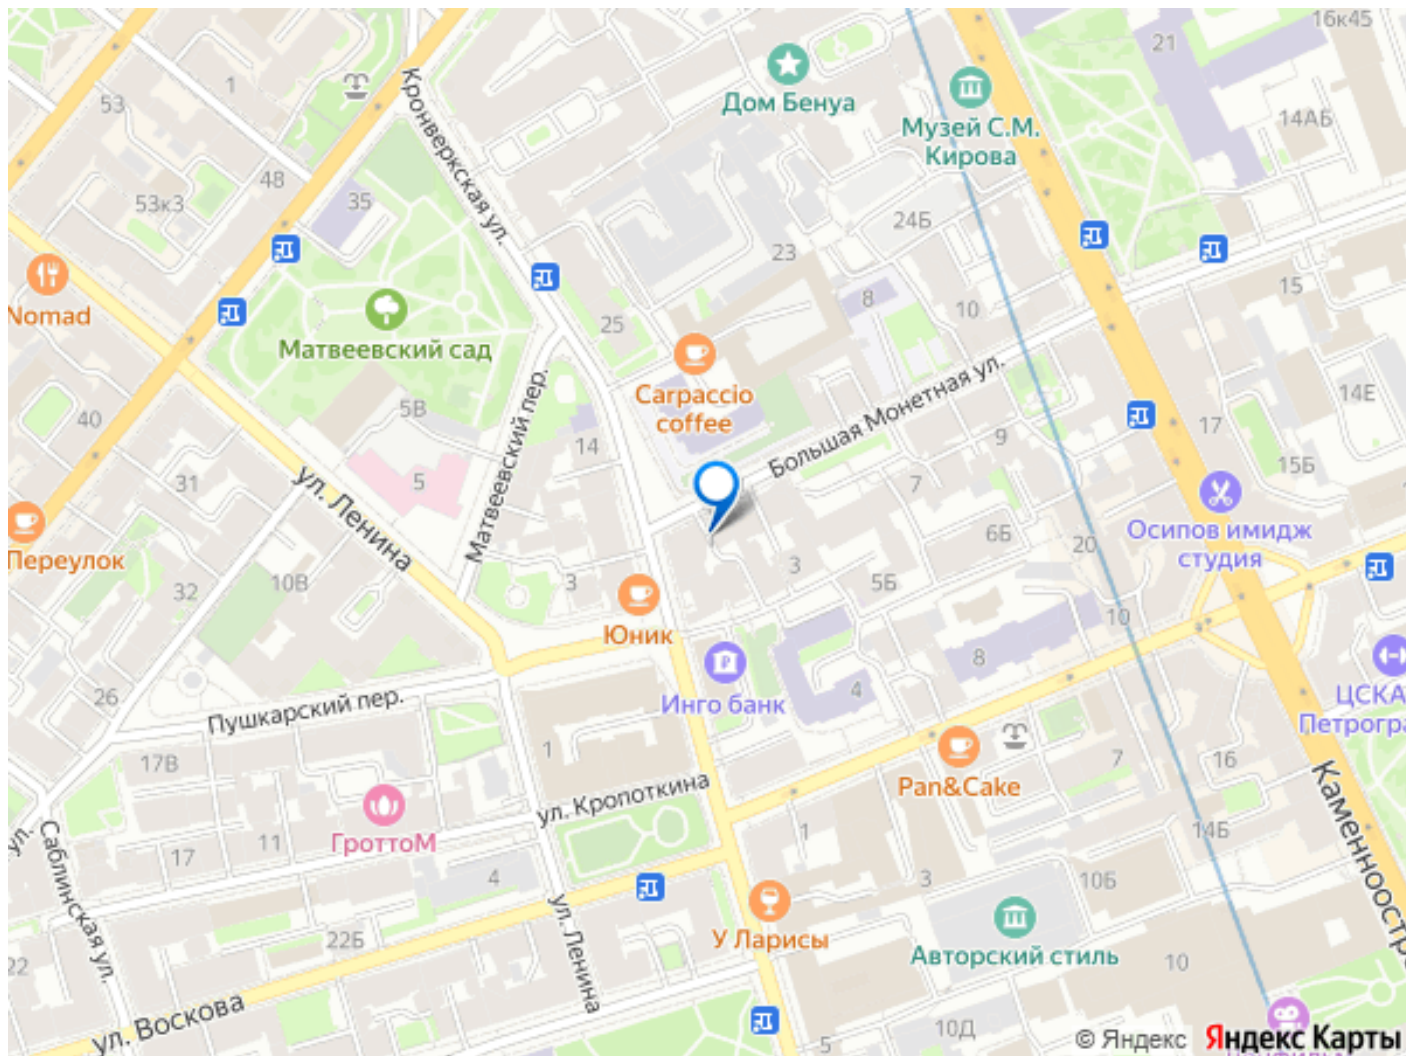 16к45
21
1
53
Кронверкская ул.
Дом Бенуа
Музей С.М.
Кирова
14АБ
48
53к3
35
24Б
23
8
10
15
Nomad
25
Матвеевский сад
Carpaccio
coffee
Большая Монетная ул.
14Е
5В
40
Матвеевский пер.
14
9
17
31
5
7
15Б
ул. Ленина
Переулок
6Б
20
Осипов имидж
студия
32
10В
3
3
5Б
10
Юник
8
26
Инго банк
4
ЦСКА
Петрогра
Пушкарский пер.
17В
1
7
16
Pan&Cake
ул. Кропоткина
Каменноостр
ГроттоМ
11
17
1
14Б
ул.
Саблинская ул.
4
3
10Б
22Б
ул. Ленина
У Ларисы
Авторский стиль
22
10
ул. Воскова
10Д
5
© Яндекс Яндекс Карты